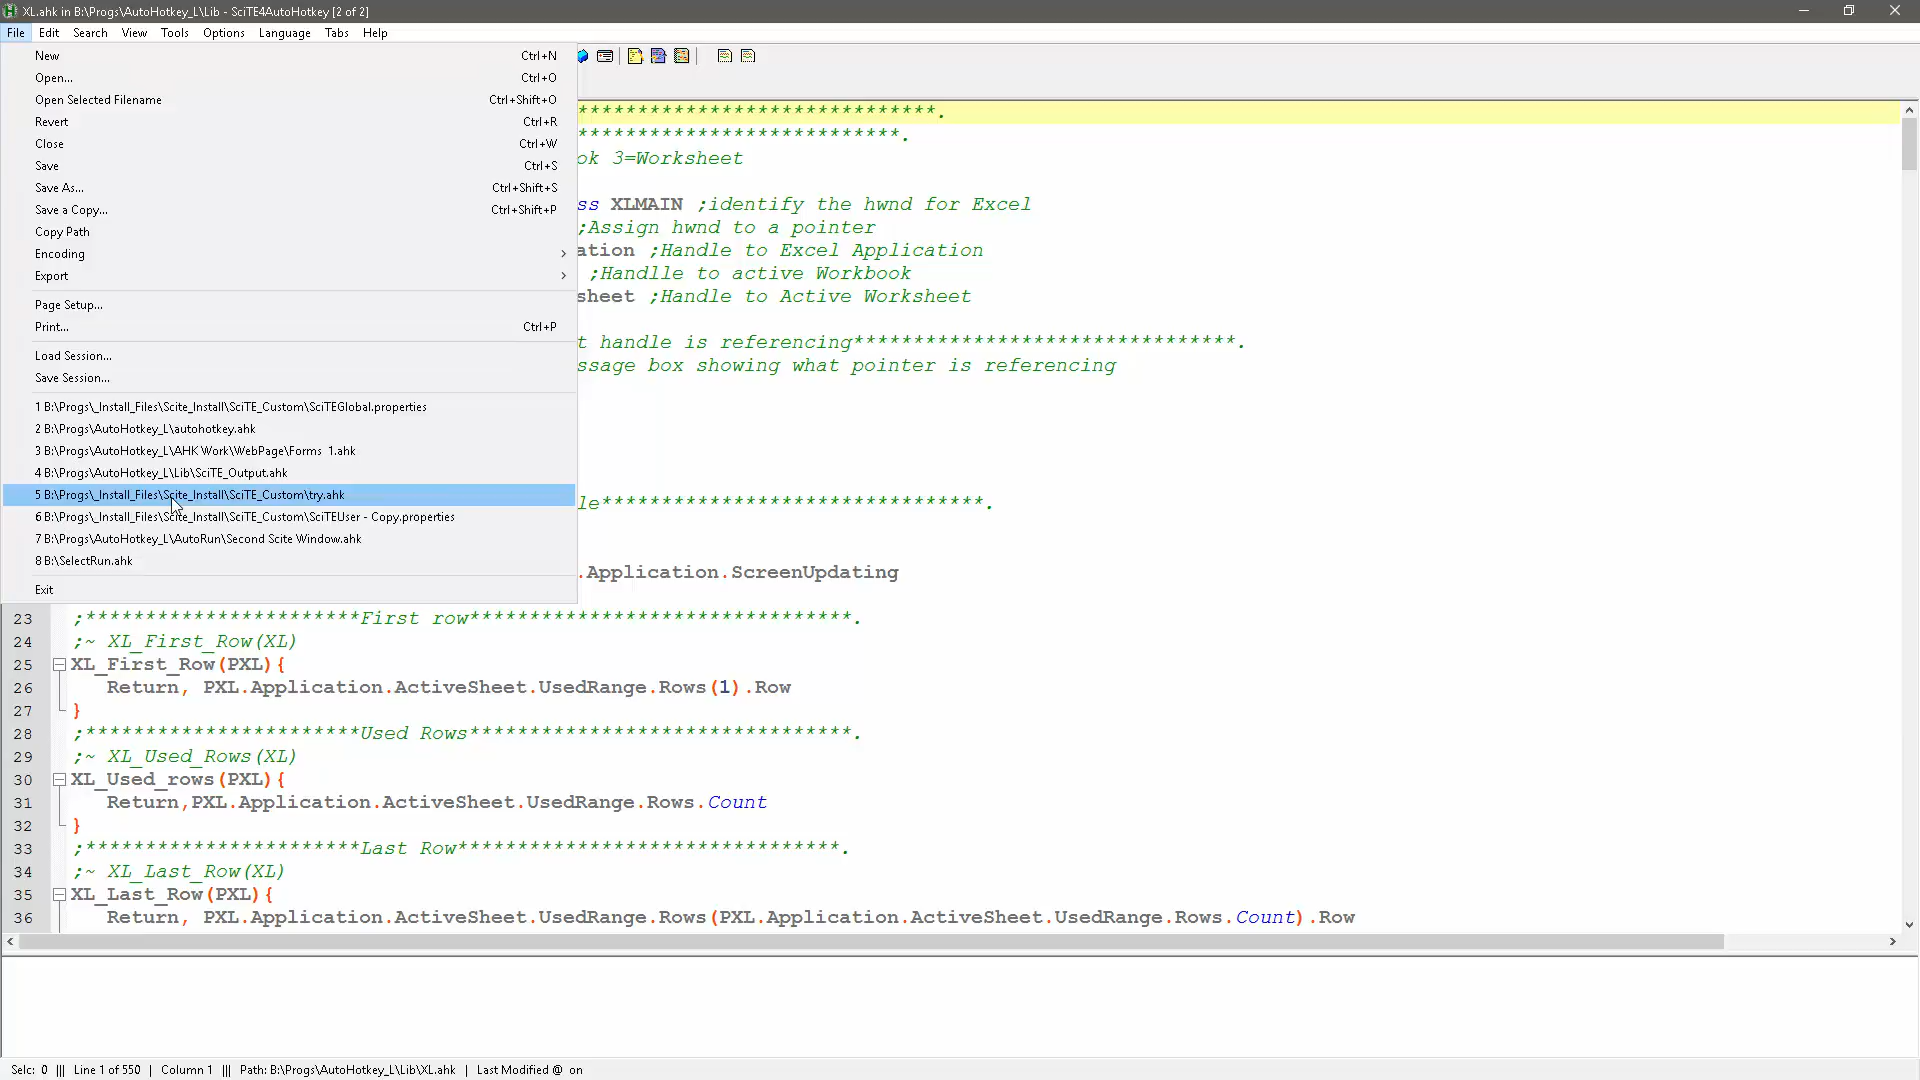 XL.ahk in B:\Progs\AutoHotkey_L\Lib - SciTE4AutoHotkey [2 of 2]
File Edit Search View Tools Options Language Tabs Help
New Ctrl+N
Open... Ctrl+O
Open Selected Filename Ctrl+Shift+O
Revert Ctrl+R
Close Ctrl+W
Save Ctrl+S
Save As... Ctrl+Shift+S
Save a Copy... Ctrl+Shift+P
Copy Path
Encoding
Export
Page Setup...
Print... Ctrl+P
Load Session...
Save Session...
1 B:\Progs\_Install_Files\Scite_Install\SciTE_Custom\SciTEGlobal.properties
2 B:\Progs\AutoHotkey_L\autohotkey.ahk
3 B:\Progs\AutoHotkey_L\AHK Work\WebPage\Forms 1.ahk
4 B:\Progs\AutoHotkey_L\Lib\SciTE_Output.ahk
5 B:\Progs\_Install_Files\Scite_Install\SciTE_Custom\try.ahk
6 B:\Progs\_Install_Files\Scite_Install\SciTE_Custom\SciTEUser - Copy.properties
7 B:\Progs\AutoHotkey_L\AutoRun\Second Scite Window.ahk
8 B:\SelectRun.ahk
Exit
******************************.
***************************.
ok 3=Worksheet
ss XLMAIN ;identify the hwnd for Excel
;Assign hwnd to a pointer
ation ;Handle to Excel Application
;Handlle to active Workbook
sheet ;Handle to Active Worksheet
t handle is referencing********************************.
ssage box showing what pointer is referencing
le********************************.
.Application.ScreenUpdating
23 ;***********************First row********************************.
24 ;~ XL_First_Row(XL)
25 XL_First_Row(PXL){
26 Return, PXL.Application.ActiveSheet.UsedRange.Rows(1).Row
27 }
28 ;***********************Used Rows********************************.
29 ;~ XL_Used_Rows(XL)
30 XL_Used_rows(PXL){
31 Return,PXL.Application.ActiveSheet.UsedRange.Rows.Count
32 }
33 ;***********************Last Row********************************.
34 ;~ XL_Last_Row(XL)
35 XL_Last_Row(PXL){
36 Return, PXL.Application.ActiveSheet.UsedRange.Rows(PXL.Application.ActiveSheet.UsedRange.Rows.Count).Row
Selc: 0 ||| Line 1 of 550 | Column 1 ||| Path: B:\Progs\AutoHotkey_L\Lib\XL.ahk | Last Modified @ on